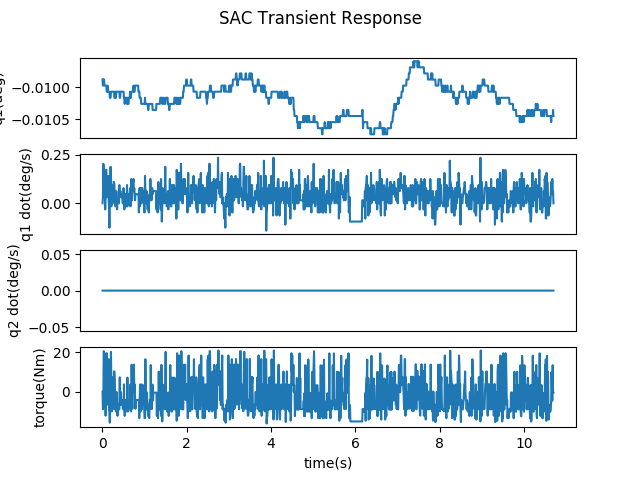 SAC Transient Response
−0.0100
−0.0105
0.25
0.00
q1 dot(deg/s)
0.05
0.00
−0.05
q2 dot(deg/s)
20
0
torque(Nm)
0 2 4 6 8 10
time(s)